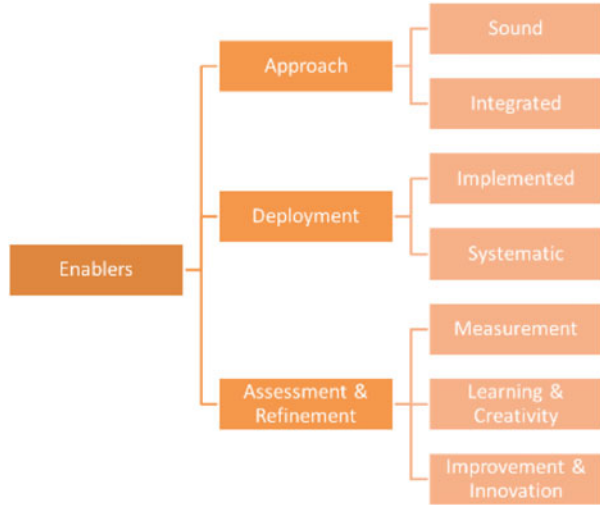 Enablers
Approach
Sound
Integrated
Deployment
Implemented
Systematic
Assessment &
Refinement
Measurement
Learning &
Creativity
Improvement &
Innovation